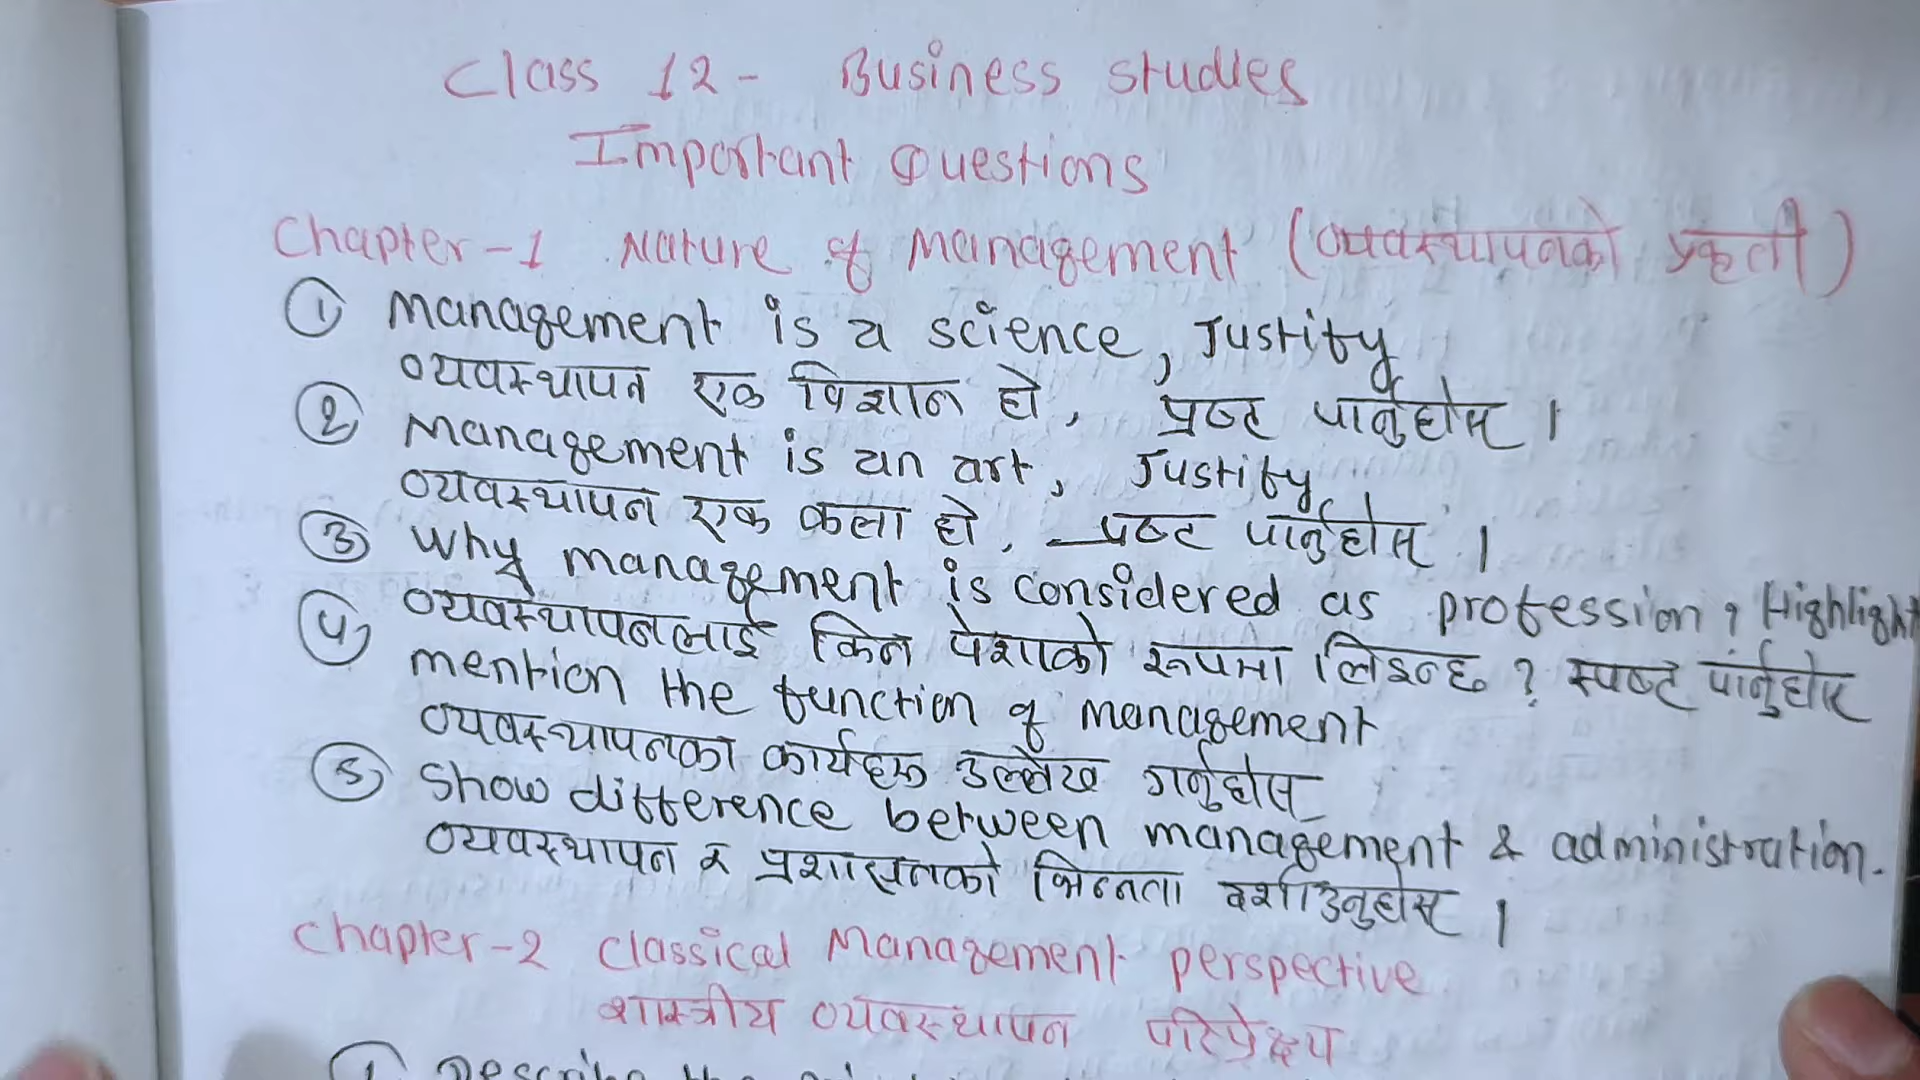 Class 12 - Business studies
Important Questions
Chapter-1 Nature of Management (व्यवस्थापनको प्रकृती)
① Management is a science, Justify
व्यवस्थापन एक विज्ञान हो, प्रष्ट पार्नुहोस् ।
② Management is an art, Justify
व्यवस्थापन एक कला हो, प्रष्ट पार्नुहोस् ।
③ Why management is considered as profession? Highlight
व्यवस्थापनलाई किन पेशाको रूपमा लिइन्छ ? स्पष्ट पार्नुहोस
④ mention the function of management
व्यवस्थापनका कार्यहरू उल्लेख गर्नुहोस्
⑤ Show difference between management & administration.
व्यवस्थापन र प्रशासनको भिन्नता दर्शाउनुहोस् ।
Chapter-2 Classical Management perspective
शास्त्रीय व्यवस्थापन परिप्रेक्ष्य
① Describe the